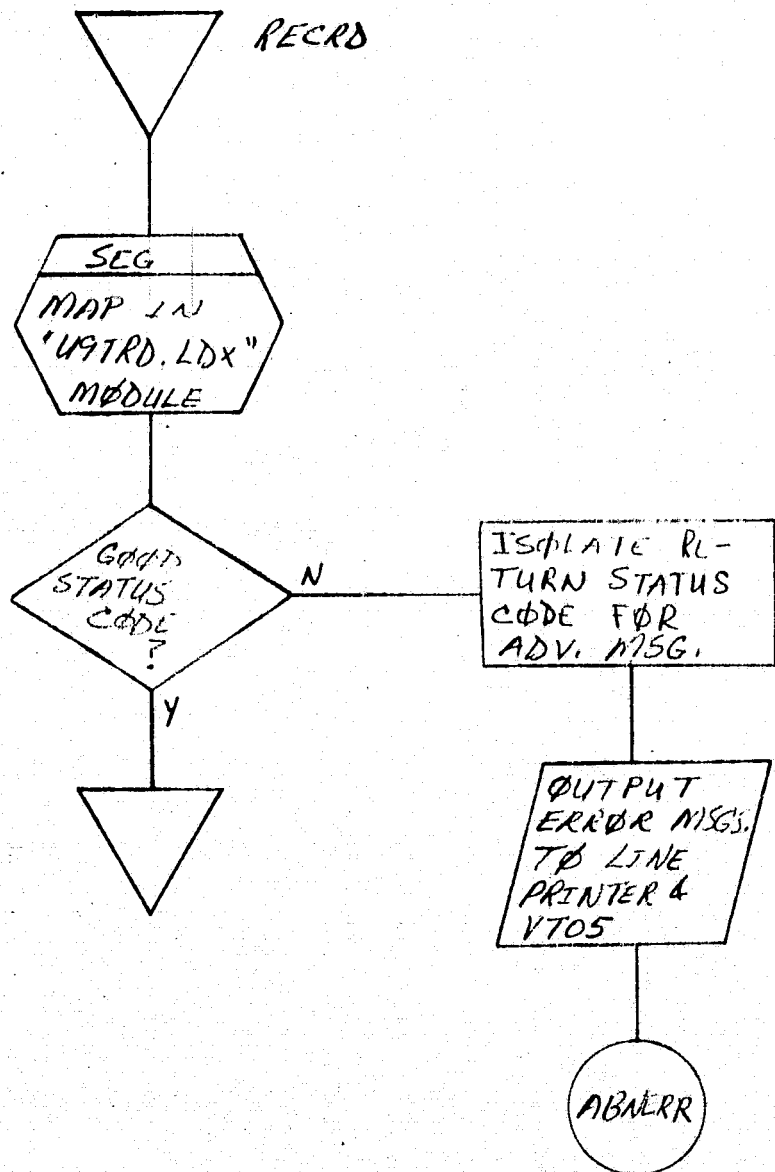 RECRD
SEG
MAP IN
"U9TRD.LDX"
MØDULE
GØØD
STATUS
CØDE
?
N
Y
ISØLATE RE-
TURN STATUS
CØDE FØR
ADV. MSG.
ØUTPUT
ERRØR MSGS.
TØ LINE
PRINTER &
VT05
ABNERR